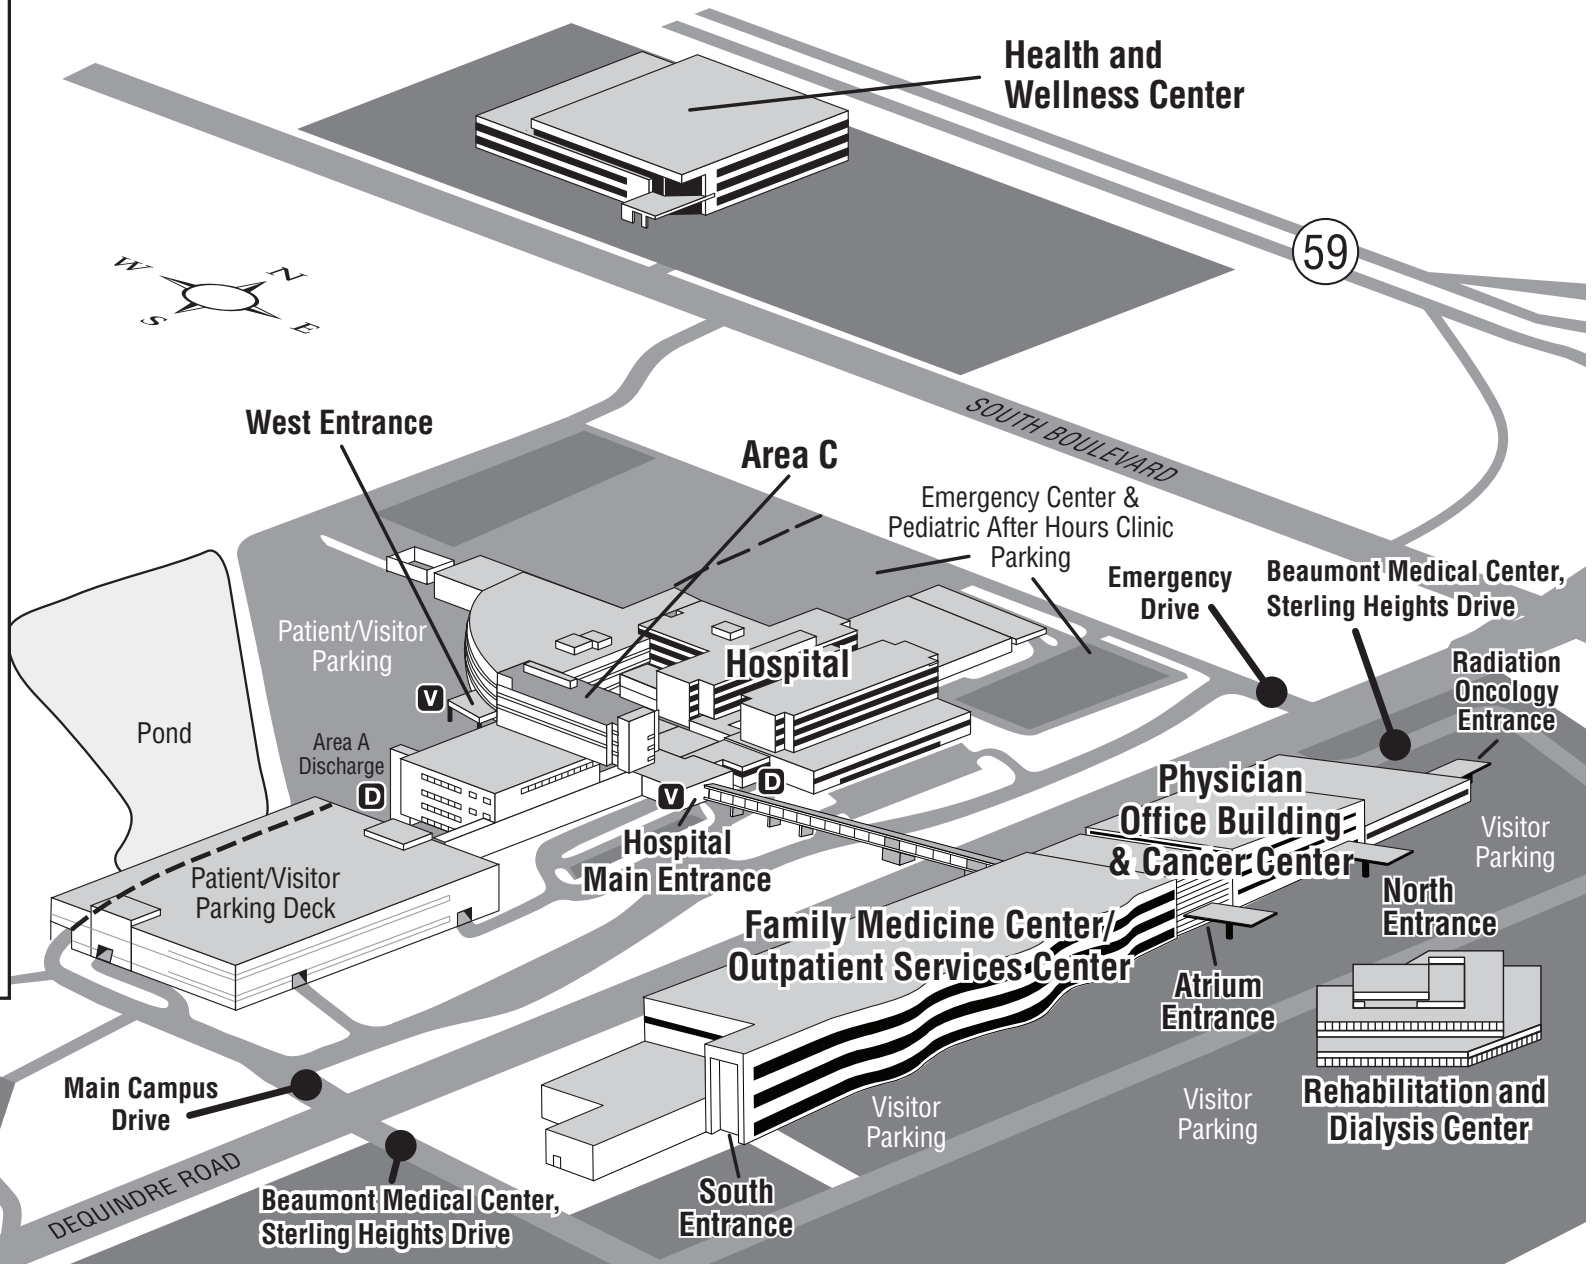 Health and
Wellness Center
59
W
N
S
E
SOUTH BOULEVARD
West Entrance
Area C
Emergency Center &
Pediatric After Hours Clinic
Parking
Emergency
Drive
Beaumont Medical Center,
Sterling Heights Drive
Radiation
Oncology
Entrance
Patient/Visitor
Parking
Hospital
V
Pond
Area A
Discharge
D
V
D
Hospital
Main Entrance
Physician
Office Building
& Cancer Center
Visitor
Parking
North
Entrance
Patient/Visitor
Parking Deck
Family Medicine Center/
Outpatient Services Center
Atrium
Entrance
Rehabilitation and
Dialysis Center
Main Campus
Drive
Visitor
Parking
Visitor
Parking
DEQUINDRE ROAD
Beaumont Medical Center,
Sterling Heights Drive
South
Entrance